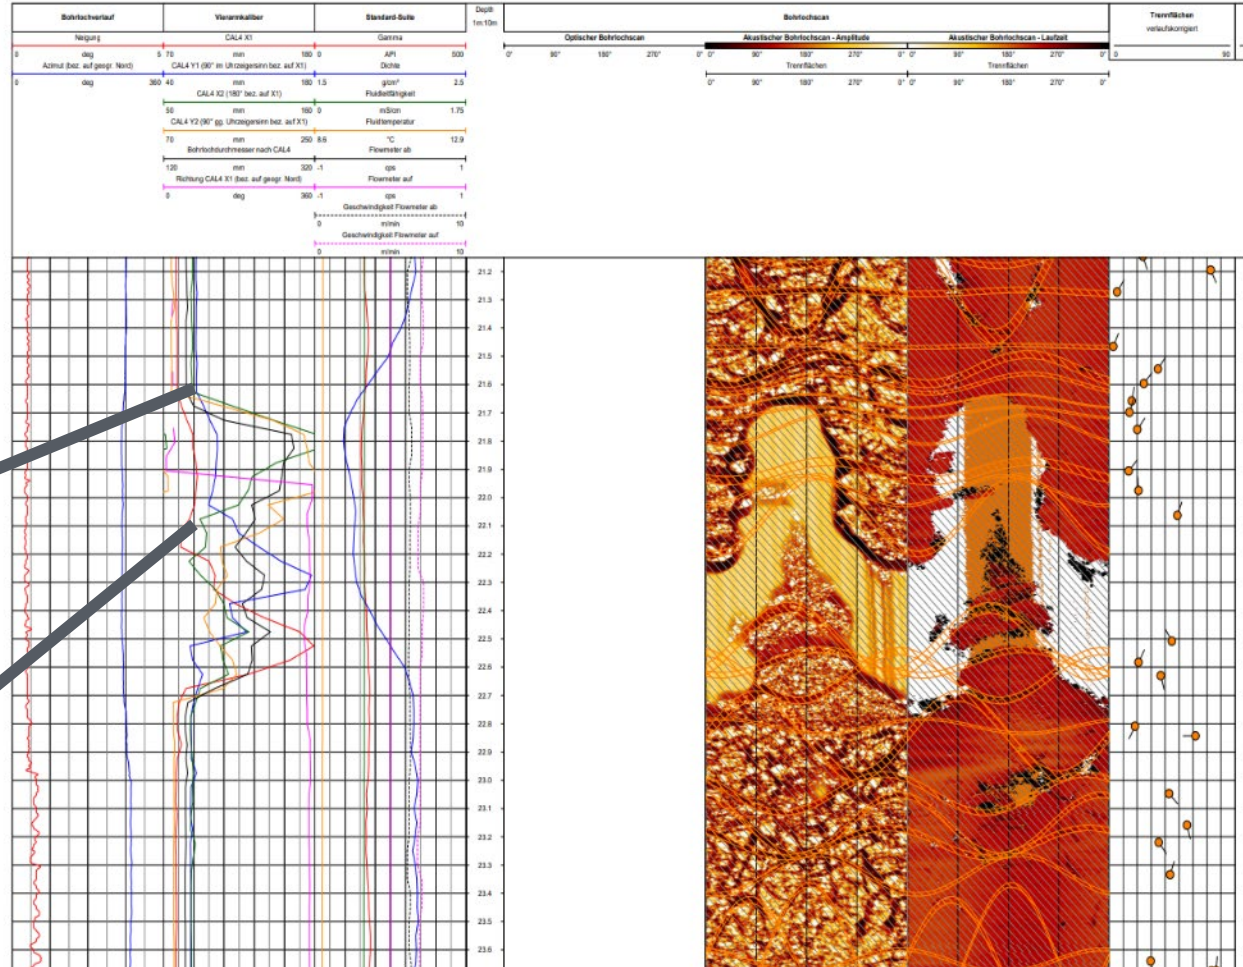 Bohrlochverlauf
Neigung
0 deg 5
Azimut (bez. auf geogr. Nord)
0 deg 360
Vierarmkaliber
CAL4 X1
70 mm 180
CAL4 Y1 (90° im Uhrzeigersinn bez. auf X1)
40 mm 180
CAL4 X2 (180° bez. auf X1)
50 mm 160
CAL4 Y2 (90° gg. Uhrzeigersinn bez. auf X1)
70 mm 250
Bohrlochdurchmesser nach CAL4
120 mm 320
Richtung CAL4 X1 (bez. auf geogr. Nord)
0 deg 360
Standard-Suite
Gamma
0 API 500
Dichte
1.5 g/cm³ 2.5
Fluidleitfähigkeit
0 mS/cm 1.75
Fluidtemperatur
8.6 °C 12.9
Flowmeter ab
-1 cps 1
Flowmeter auf
-1 cps 1
Geschwindigkeit Flowmeter ab
0 m/min 10
Geschwindigkeit Flowmeter auf
0 m/min 10
Depth
1m:10m
Bohrlochscan
Optischer Bohrlochscan
0° 90° 180° 270° 0°
Akustischer Bohrlochscan - Amplitude
0° 90° 180° 270° 0°
Trennflächen
0° 90° 180° 270° 0°
Akustischer Bohrlochscan - Laufzeit
0° 90° 180° 270° 0°
Trennflächen
0° 90° 180° 270° 0°
Trennflächen
verlaufskorrigiert
0 90
21.2
21.3
21.4
21.5
21.6
21.7
21.8
21.9
22.0
22.1
22.2
22.3
22.4
22.5
22.6
22.7
22.8
22.9
23.0
23.1
23.2
23.3
23.4
23.5
23.6